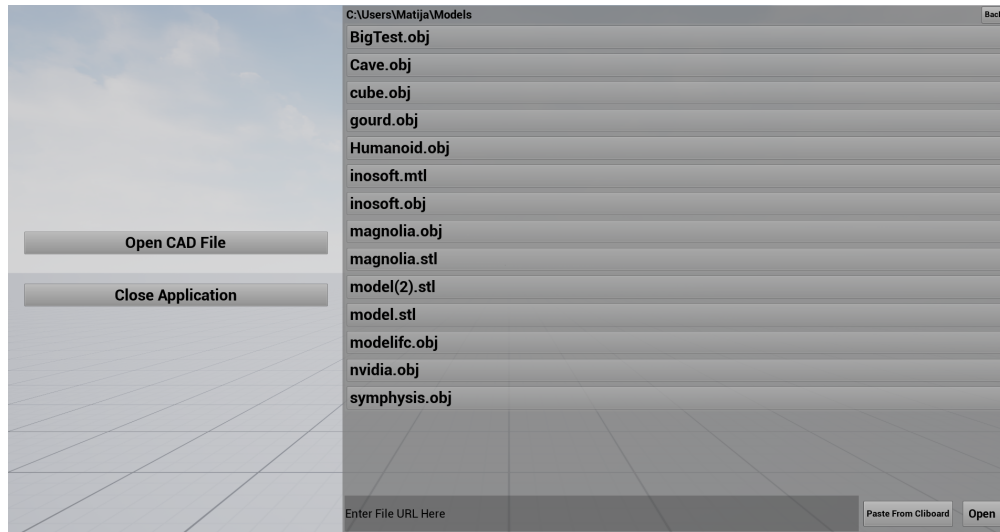 C:\Users\Matija\Models
BigTest.obj
Cave.obj
cube.obj
gourd.obj
Humanoid.obj
inosoft.mtl
inosoft.obj
magnolia.obj
magnolia.stl
model(2).stl
model.stl
modelifc.obj
nvidia.obj
symphysis.obj
Open CAD File
Close Application
Enter File URL Here
Paste From Cliboard
Open